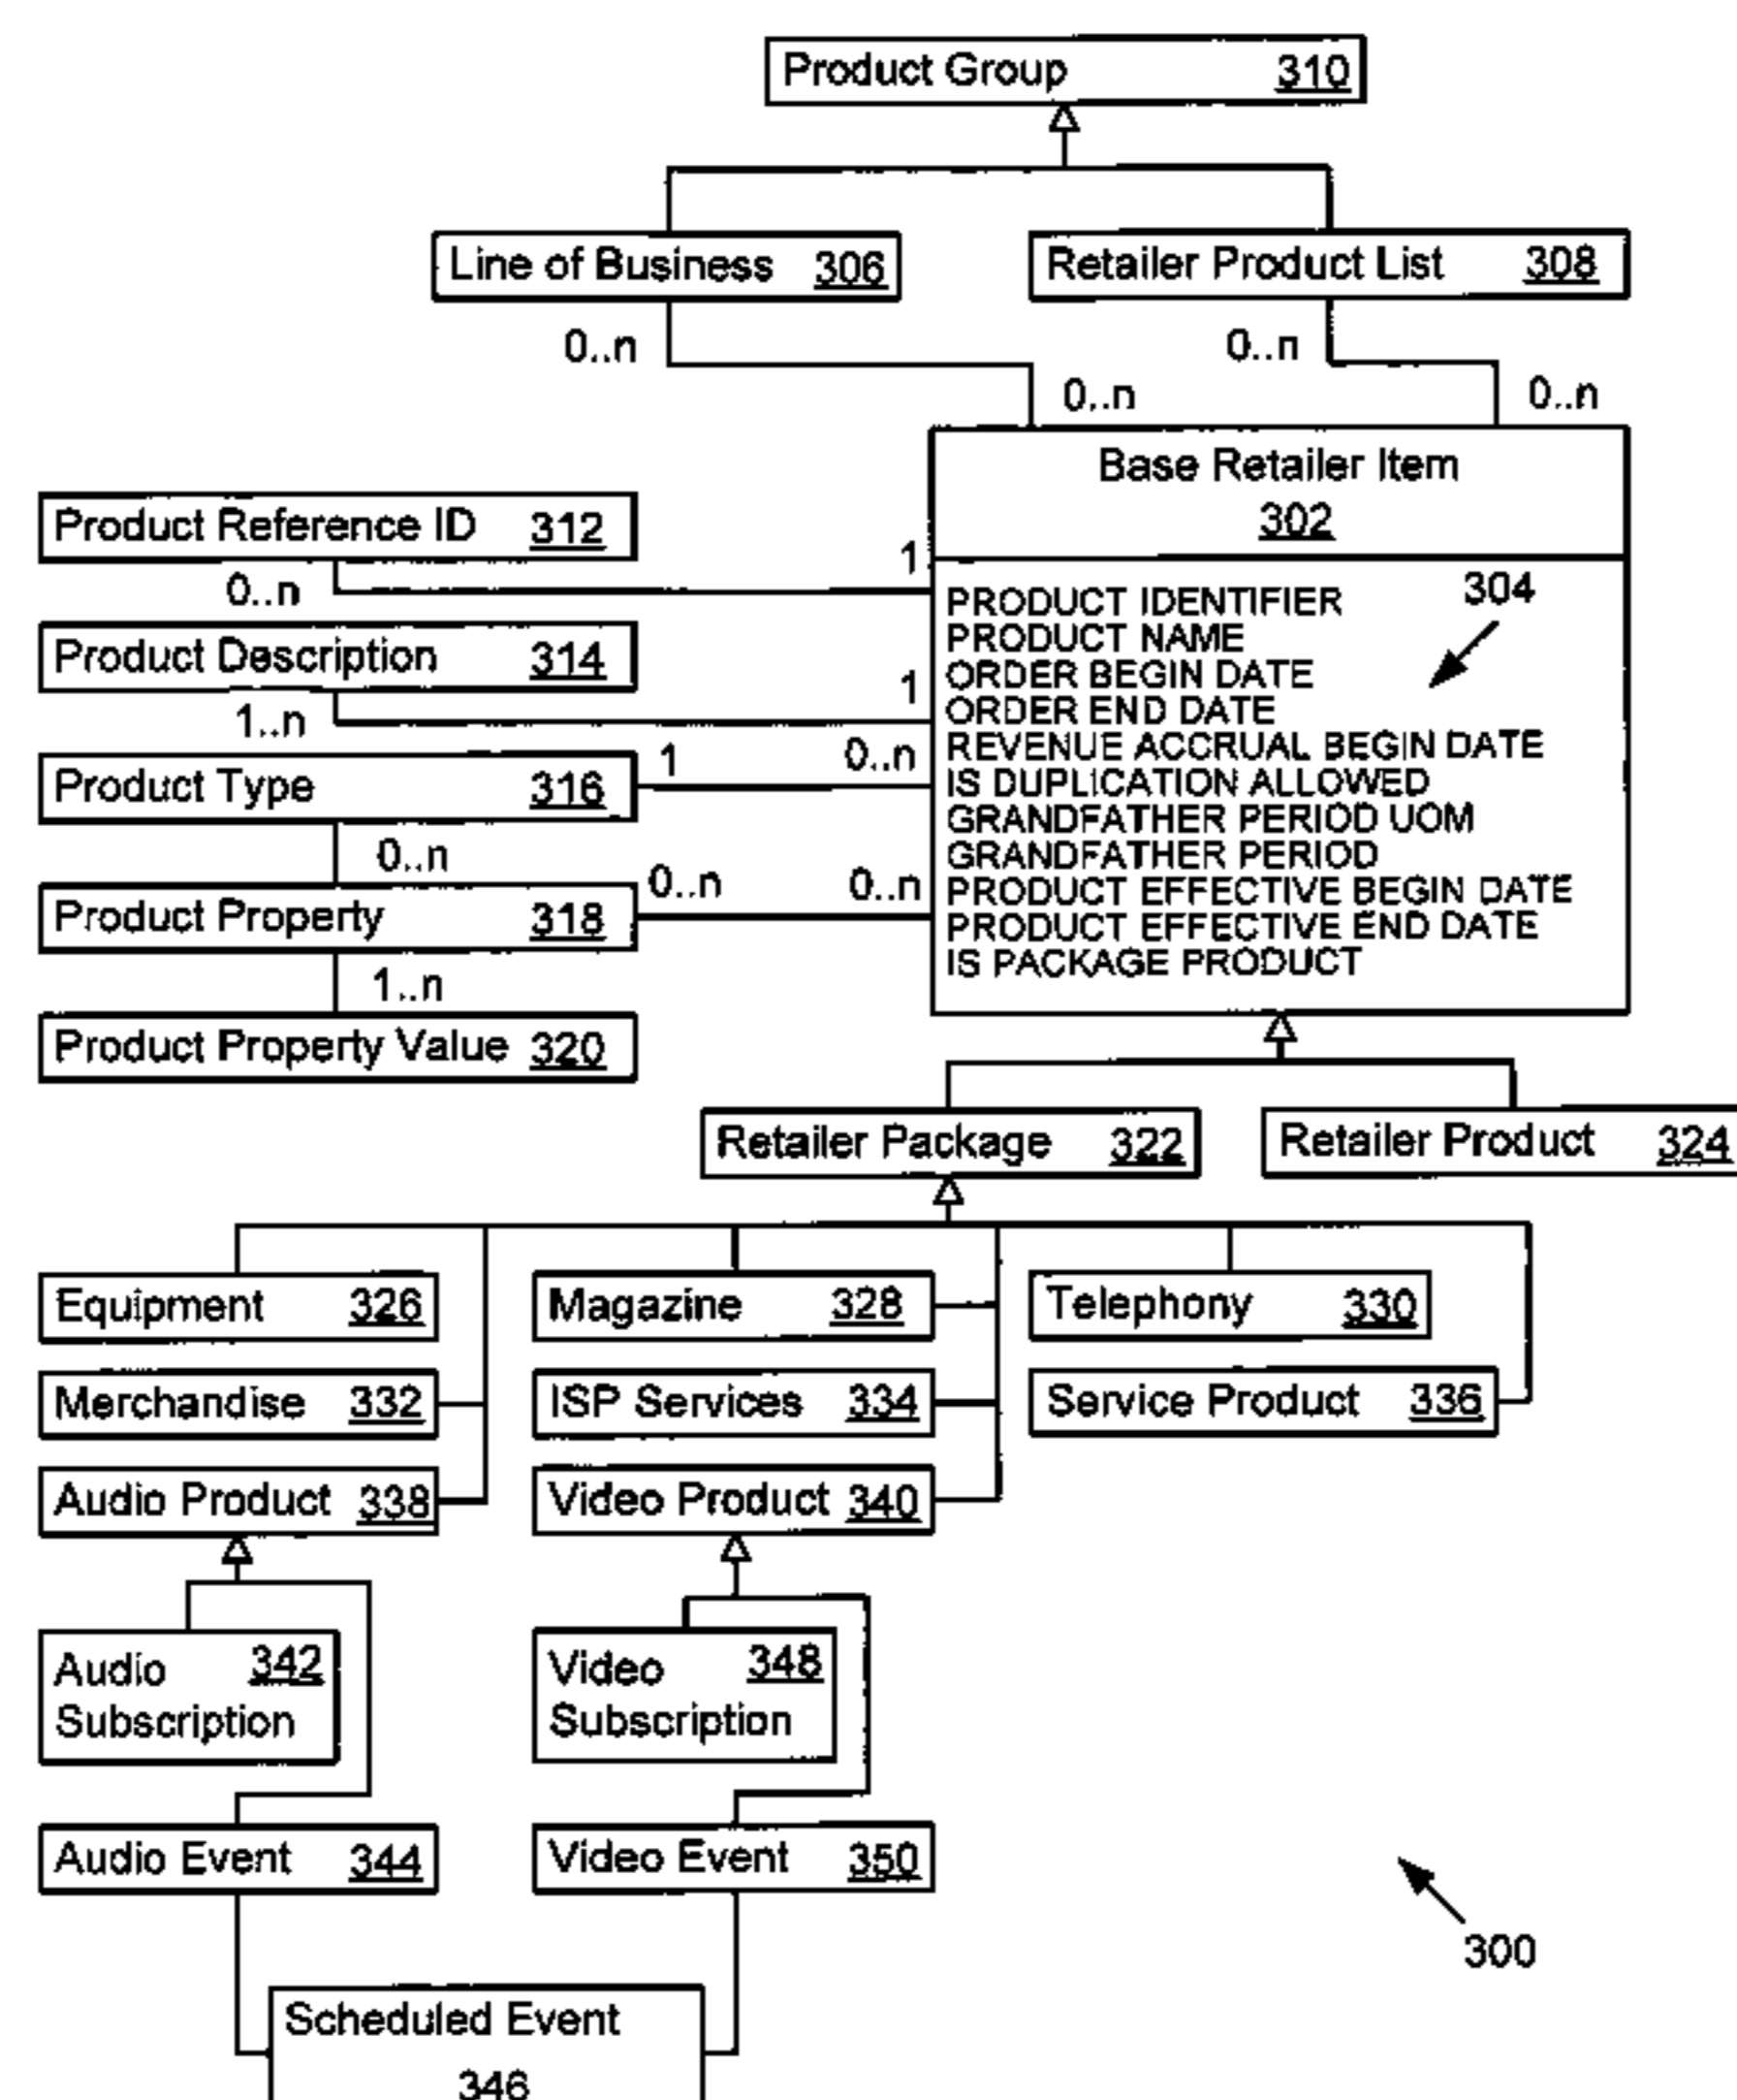 Product Group 310
Line of Business 306
Retailer Product List 308
0..n
0..n
0..n
0..n
Base Retailer Item
302
Product Reference ID 312
0..n
1
304
PRODUCT IDENTIFIER
PRODUCT NAME
ORDER BEGIN DATE
ORDER END DATE
REVENUE ACCRUAL BEGIN DATE
IS DUPLICATION ALLOWED
GRANDFATHER PERIOD UOM
GRANDFATHER PERIOD
PRODUCT EFFECTIVE BEGIN DATE
PRODUCT EFFECTIVE END DATE
IS PACKAGE PRODUCT
Product Description 314
1..n
1
Product Type 316
1
0..n
0..n
Product Property 318
0..n
0..n
1..n
Product Property Value 320
Retailer Package 322
Retailer Product 324
Equipment 326
Magazine 328
Telephony 330
Merchandise 332
ISP Services 334
Service Product 336
Audio Product 338
Video Product 340
Audio 342
Subscription
Video 348
Subscription
Audio Event 344
Video Event 350
300
Scheduled Event
346